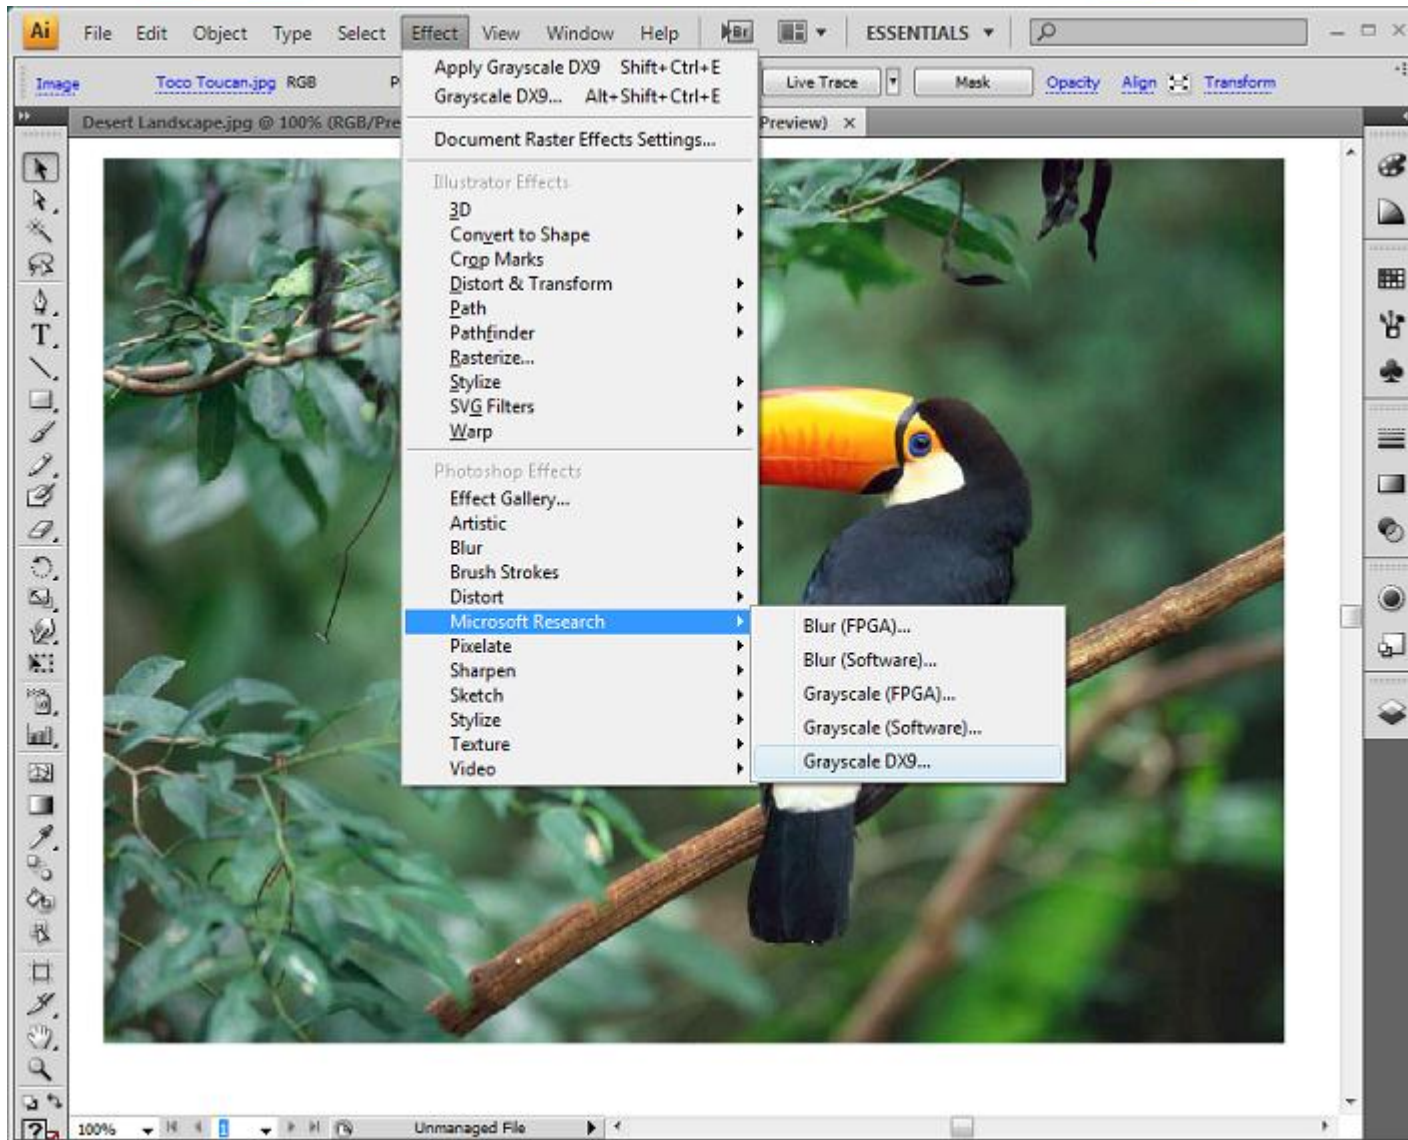 Ai File Edit Object Type Select Effect View Window Help Br ESSENTIALS
Image Toco Toucan.jpg RGB P Live Trace Mask Opacity Align Transform
Desert Landscape.jpg @ 100% (RGB/Pre Preview) ×
Apply Grayscale DX9 Shift+Ctrl+E
Grayscale DX9... Alt+Shift+Ctrl+E
Document Raster Effects Settings...
Illustrator Effects
3D
Convert to Shape
Crop Marks
Distort & Transform
Path
Pathfinder
Rasterize...
Stylize
SVG Filters
Warp
Photoshop Effects
Effect Gallery...
Artistic
Blur
Brush Strokes
Distort
Microsoft Research
Pixelate
Sharpen
Sketch
Stylize
Texture
Video
Blur (FPGA)...
Blur (Software)...
Grayscale (FPGA)...
Grayscale (Software)...
Grayscale DX9...
100% 1 Unmanaged File